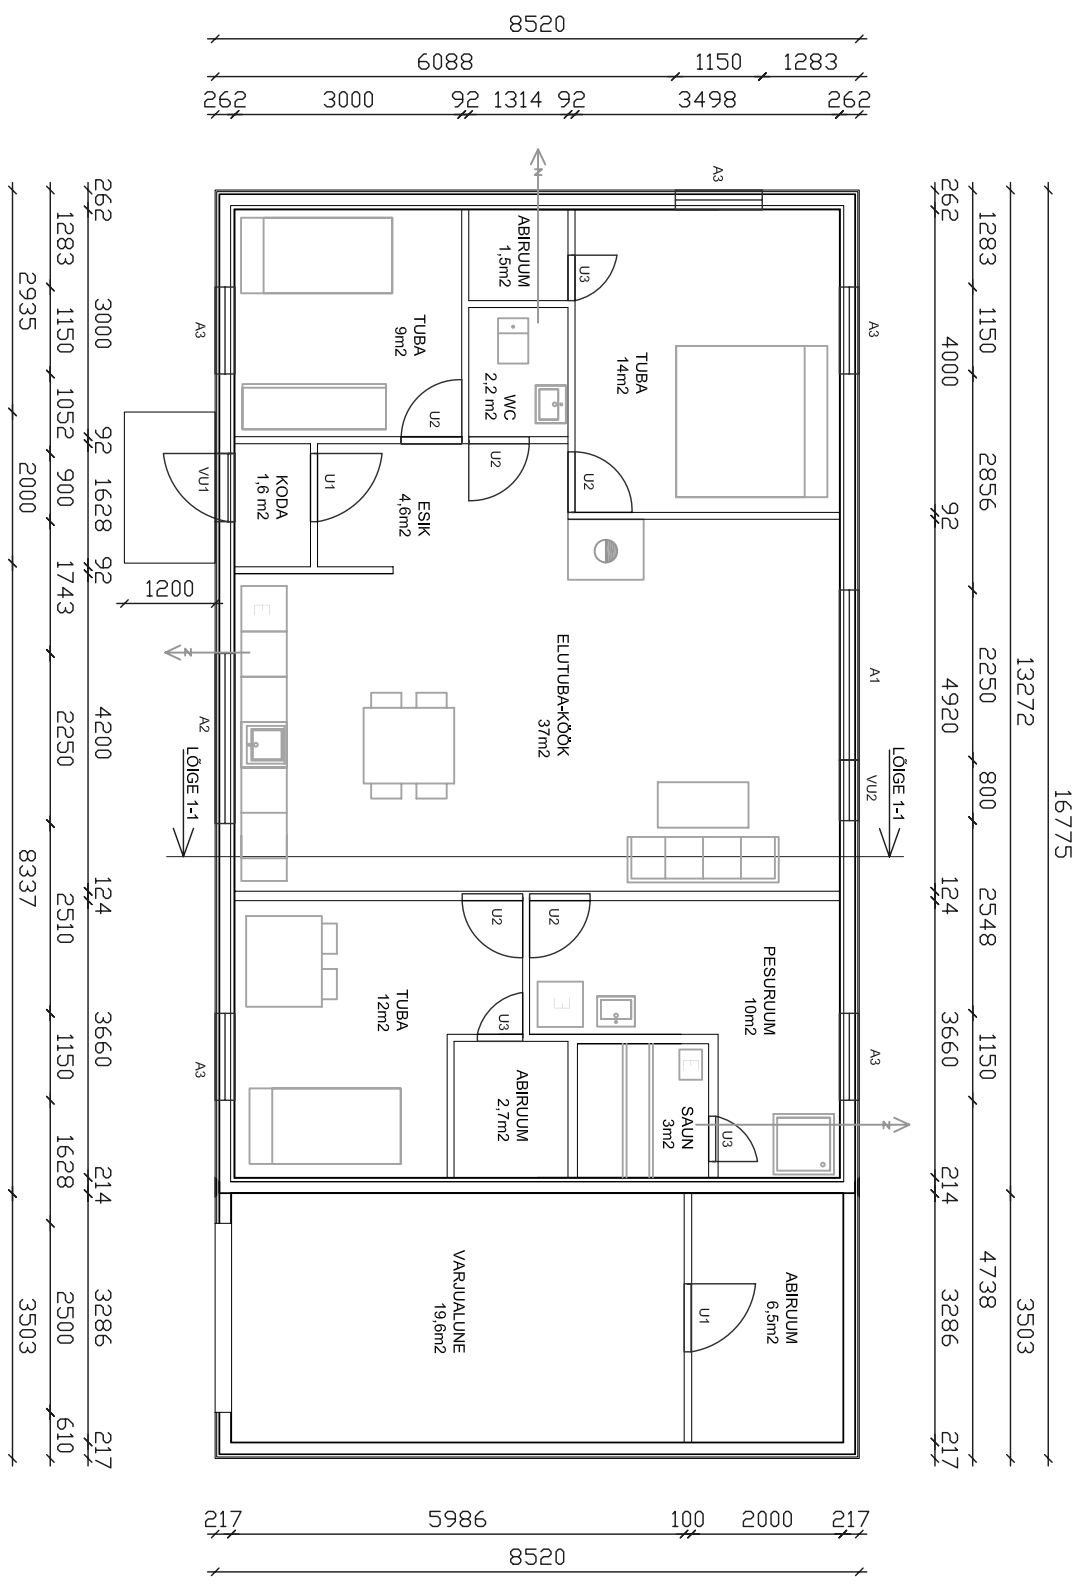 8520
6088
1150
1283
262
3000
92
1314
92
3498
262
16775
13272
3503
1283
1150
2856
2250
800
2548
1150
4738
262
4000
92
4920
124
3660
214
3286
217
A3
A3
A1
VU2
A3
LÕIGE 1-1
N
ABIRUUM
1,5m2
U3
TUBA
9m2
TUBA
14m2
WC
2,2 m2
U2
U2
U2
VU1
KODA
1,6 m2
U1
ESIK
4,6m2
E
N
ELUTUBA-KÖÖK
37m2
U2
U2
PESURUUM
10m2
TUBA
12m2
E
U3
ABIRUUM
2,7m2
E
SAUN
3m2
U3
N
VARJUALUNE
19,6m2
U1
ABIRUUM
6,5m2
A3
A2
A3
LÕIGE 1-1
1200
262
3000
92
1628
92
4200
124
3660
214
3286
217
1283
1150
1052
900
1743
2250
2510
1150
1628
2500
610
2935
2000
8337
3503
217
5986
100
2000
217
8520